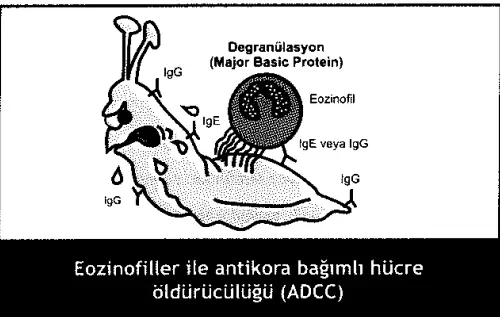 Degranülasyon
(Major Basic Protein)
IgG
Eozinofil
IgE
IgE veya IgG
IgG
IgG
Eozinofiller ile antikora bağımlı hücre
öldürücülüğü (ADCC)